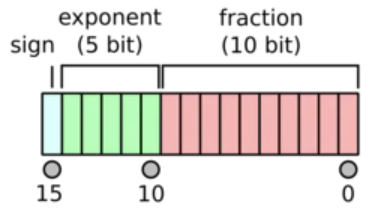 exponent
fraction
sign
(5 bit)
(10 bit)
15
10
0